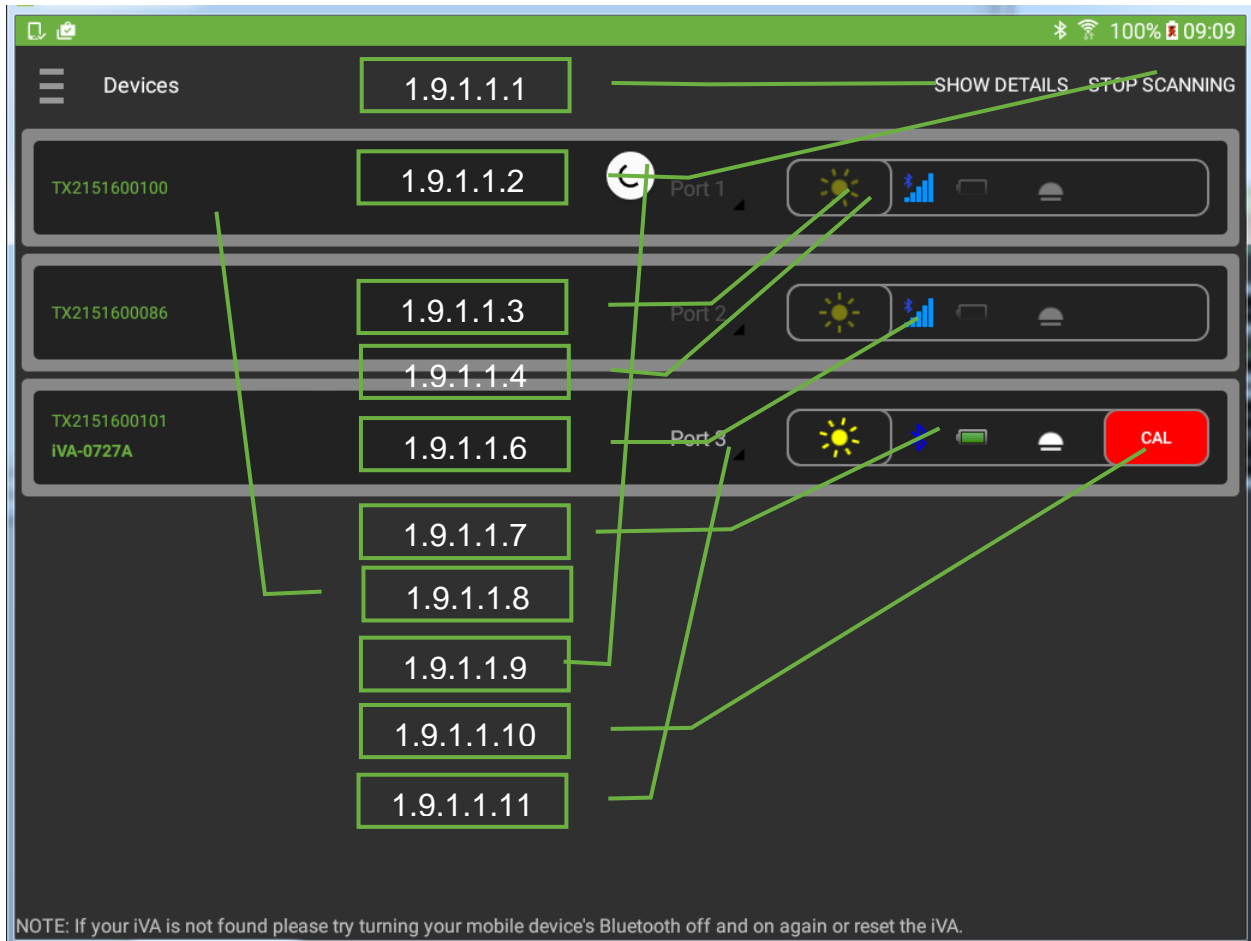 100% 09:09
Devices 1.9.1.1.1 SHOW DETAILS STOP SCANNING
TX2151600100 1.9.1.1.2 Port 1
TX2151600086 1.9.1.1.3 Port 2
1.9.1.1.4
TX2151600101
iVA-0727A 1.9.1.1.6 Port 3 CAL
1.9.1.1.7
1.9.1.1.8
1.9.1.1.9
1.9.1.1.10
1.9.1.1.11
NOTE: If your iVA is not found please try turning your mobile device's Bluetooth off and on again or reset the iVA.